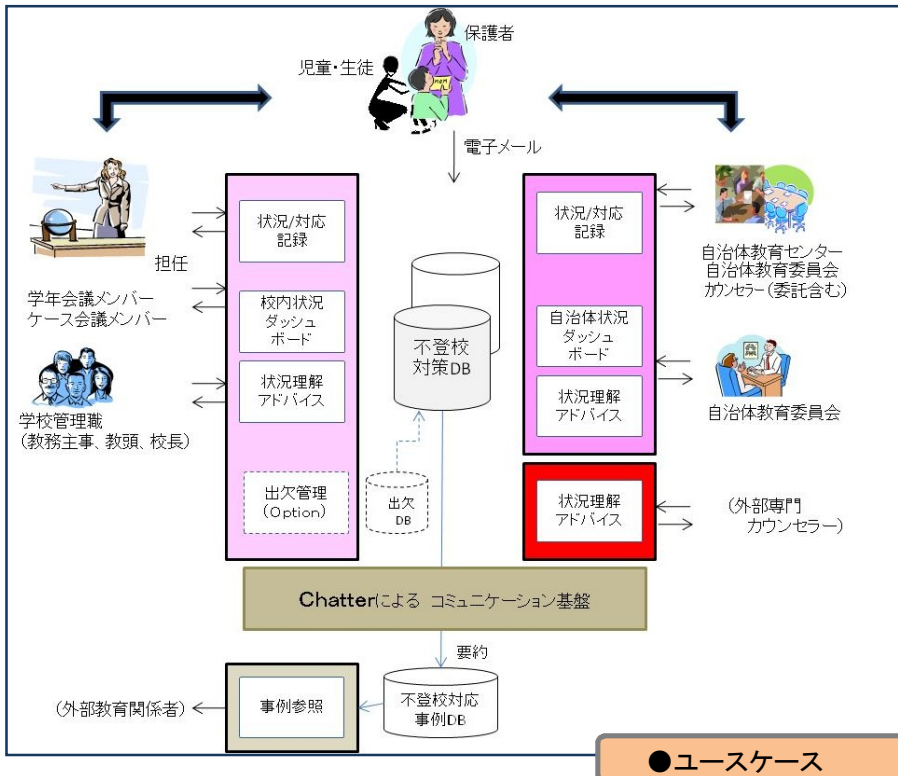 保護者
児童・生徒
電子メール
担任
学年会議メンバー
ケース会議メンバー
学校管理職
(教務主事、教頭、校長)
状況/対応
記録
校内状況
ダッシュ
ボード
状況理解
アドバイス
出欠管理
(Option)
不登校
対策DB
出欠
DB
状況/対応
記録
自治体状況
ダッシュ
ボード
状況理解
アドバイス
自治体教育センター
自治体教育委員会
カウンセラー(委託含む)
自治体教育委員会
状況理解
アドバイス
(外部専門
カウンセラー)
Chatterによる コミュニケーション基盤
要約
(外部教育関係者)
事例参照
不登校対応
事例DB
●ユースケース